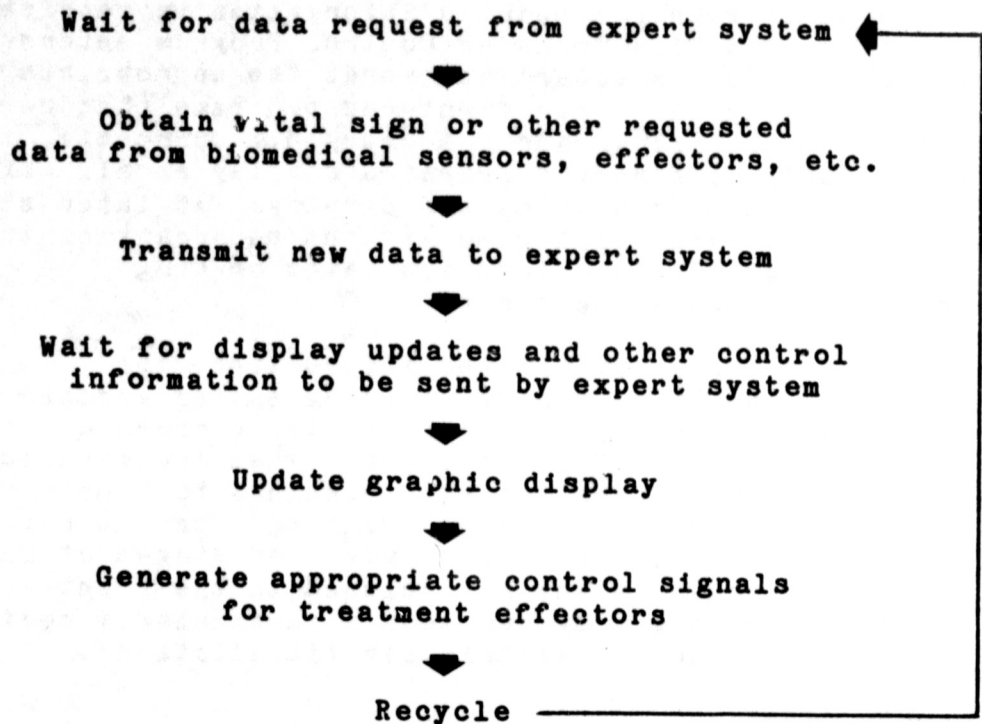 Wait for data request from expert system
Obtain vital sign or other requested
data from biomedical sensors, effectors, etc.
Transmit new data to expert system
Wait for display updates and other control
information to be sent by expert system
Update graphic display
Generate appropriate control signals
for treatment effectors
Recycle